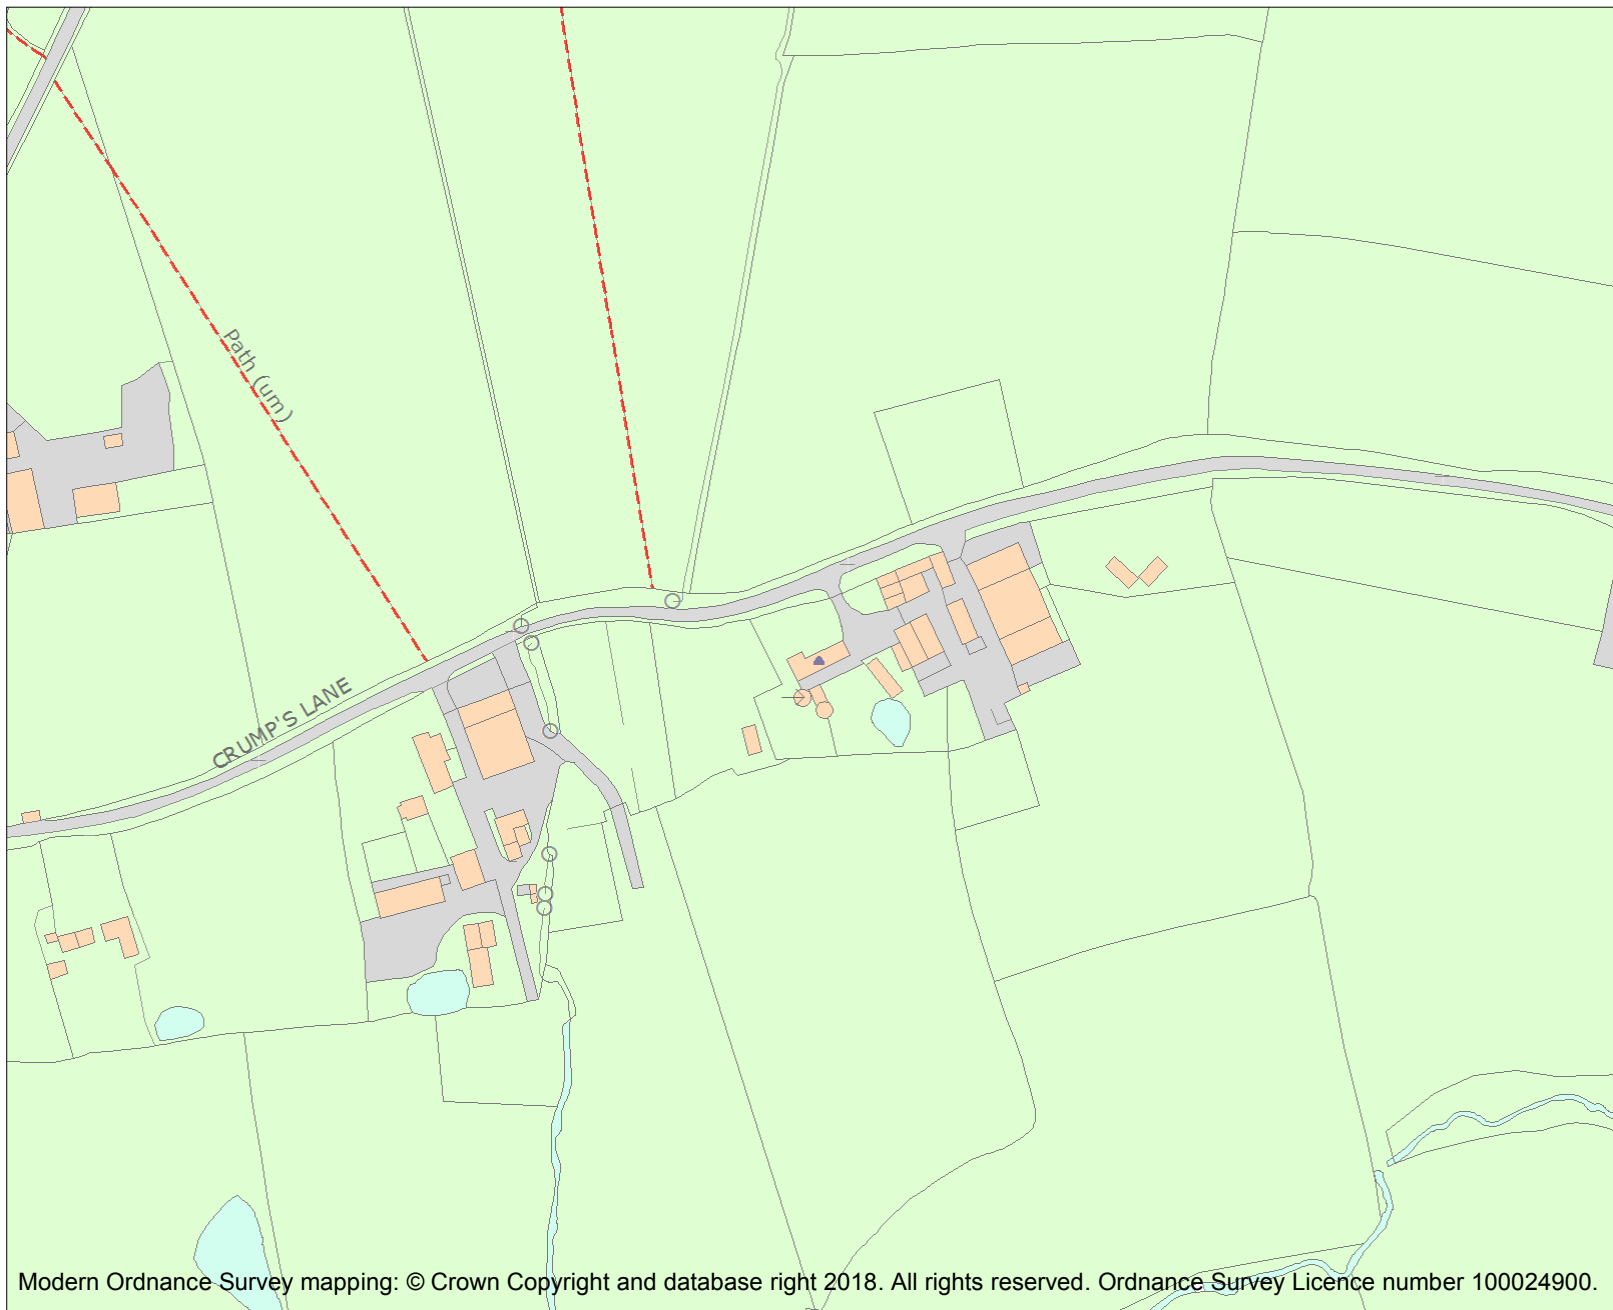 Path (um)
CRUMP'S LANE
Modern Ordnance Survey mapping: © Crown Copyright and database right 2018. All rights reserved. Ordnance Survey Licence number 100024900.